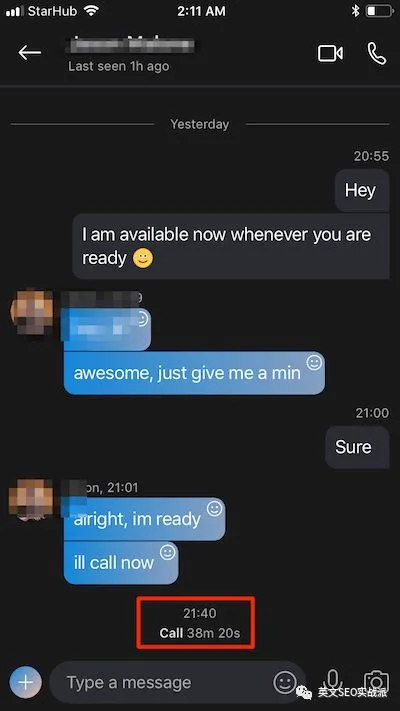 StarHub 2:11 AM
Last seen 1h ago
Yesterday
20:55
Hey
I am available now whenever you are
ready
awesome, just give me a min
21:00
Sure
on, 21:01
alright, im ready
ill call now
21:40
Call 38m 20s
Type a message
英文SEO实战派